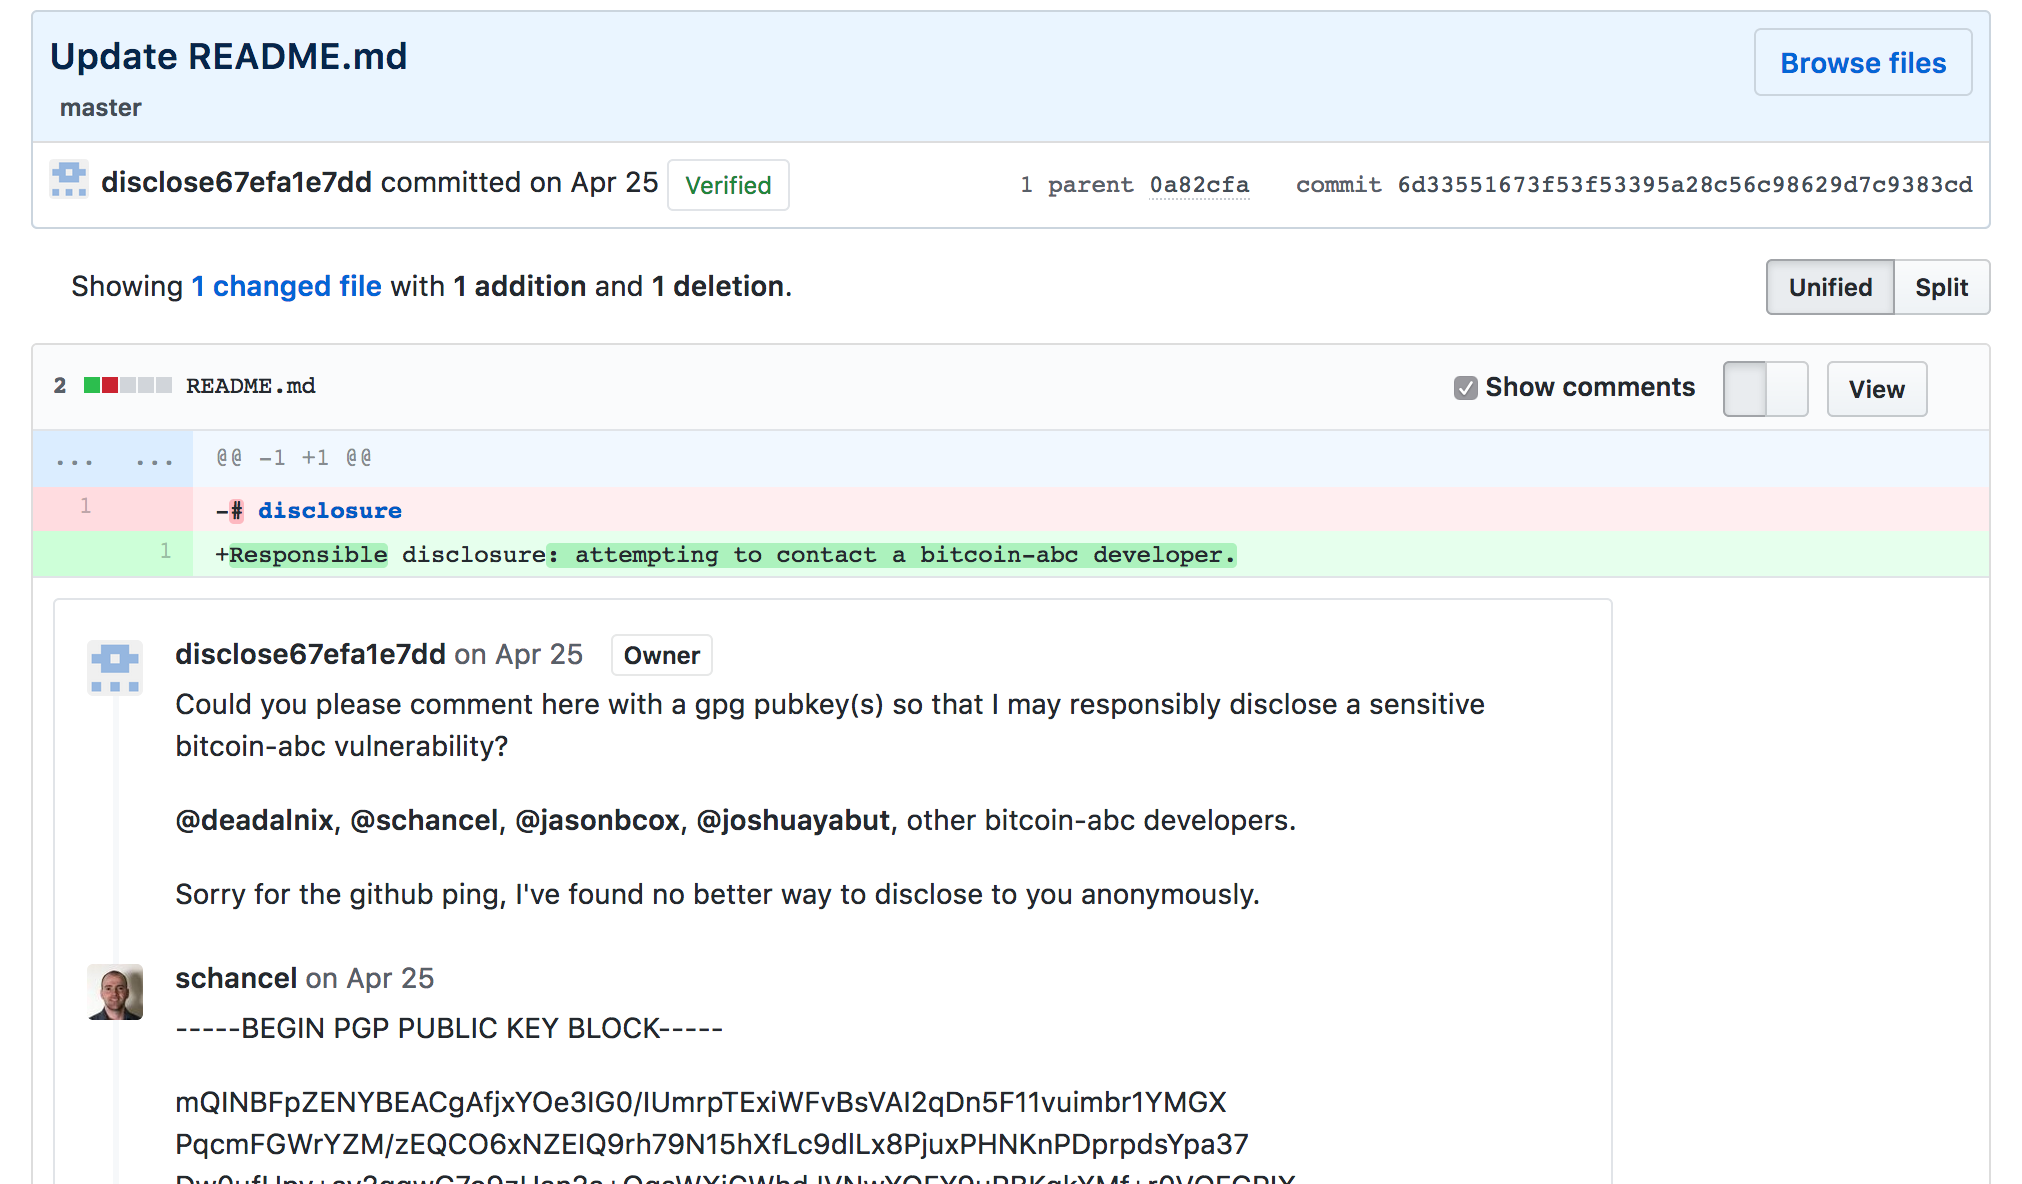 Update README.md
Browse files
master
disclose67efa1e7dd committed on Apr 25 Verified
1 parent 0a82cfa commit 6d33551673f53f53395a28c56c98629d7c9383cd
Showing 1 changed file with 1 addition and 1 deletion.
Unified Split
2 README.md
Show comments View
... ... @@ -1 +1 @@
1 -# disclosure
1 +Responsible disclosure: attempting to contact a bitcoin-abc developer.
disclose67efa1e7dd on Apr 25 Owner
Could you please comment here with a gpg pubkey(s) so that I may responsibly disclose a sensitive
bitcoin-abc vulnerability?
@deadalnix, @schancel, @jasonbcox, @joshuayabut, other bitcoin-abc developers.
Sorry for the github ping, I've found no better way to disclose to you anonymously.
schancel on Apr 25
-----BEGIN PGP PUBLIC KEY BLOCK-----
mQINBFpZENYBEACgAfjxYOe3IG0/IUmrpTExiWFvBsVAI2qDn5F11vuimbr1YMGX
PqcmFGWrYZM/zEQCO6xNZEIQ9rh79N15hXfLc9dlLx8PjuxPHNKnPDprpdsYpa37